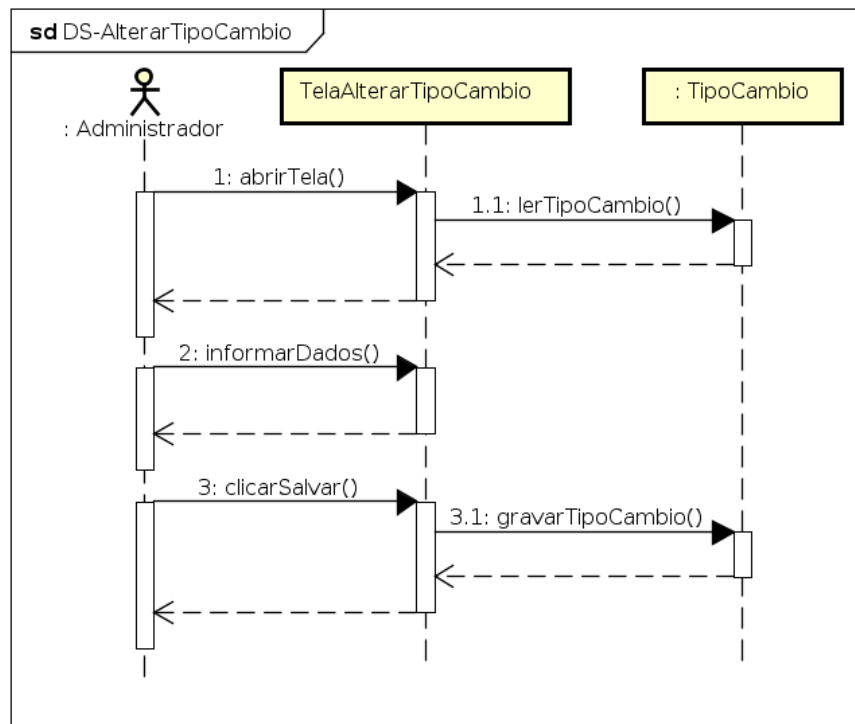 sd DS-AlterarTipoCambio
: Administrador
TelaAlterarTipoCambio
: TipoCambio
1: abrirTela()
1.1: lerTipoCambio()
2: informarDados()
3: clicarSalvar()
3.1: gravarTipoCambio()